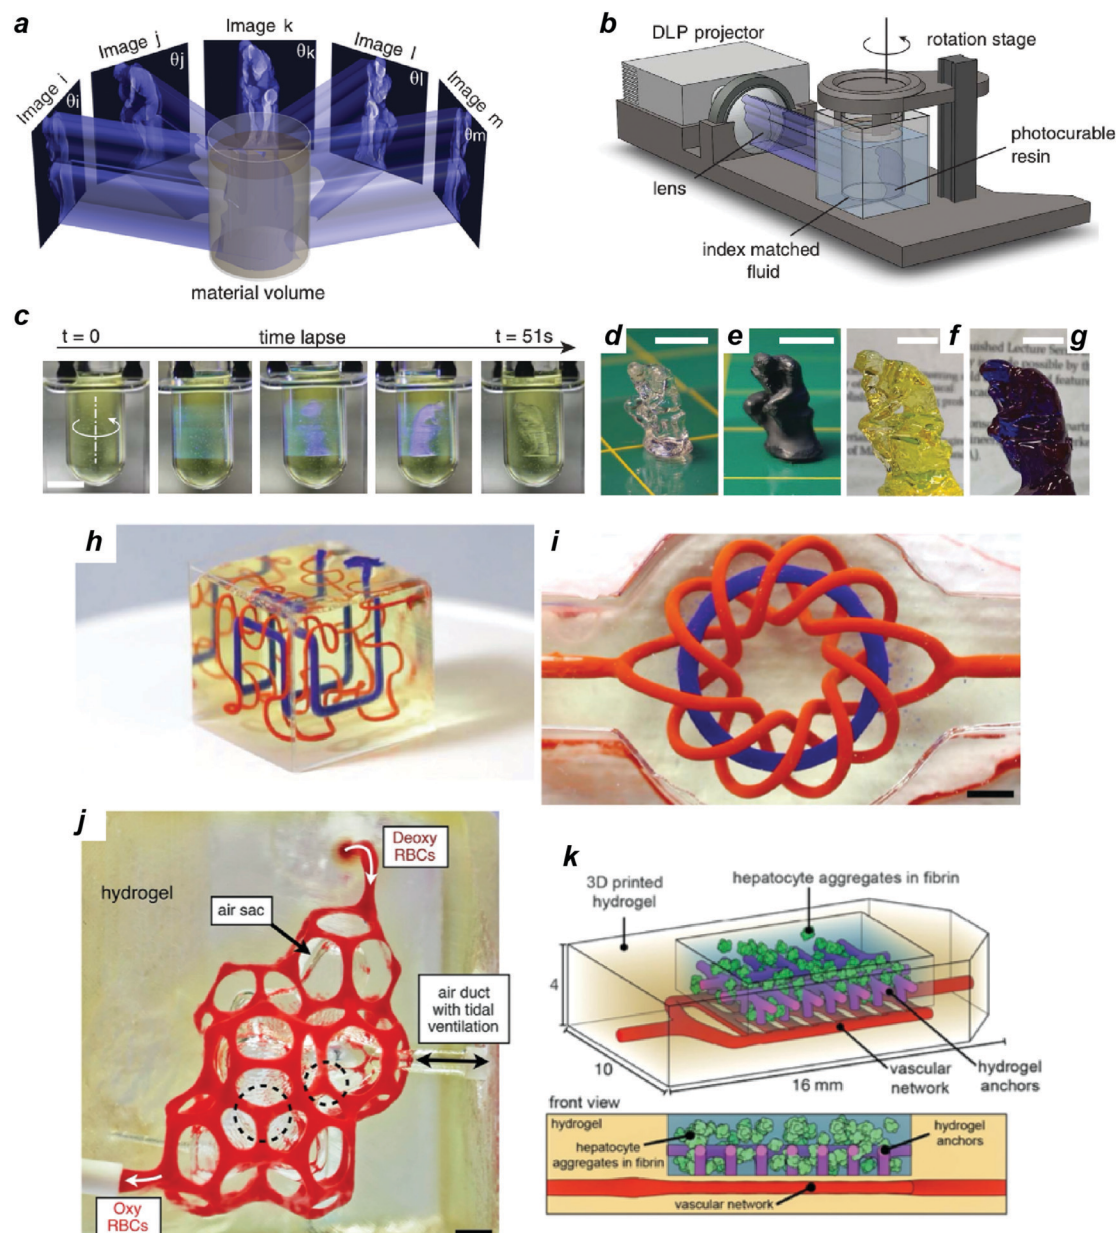 a
Image i
θi
Image j
θj
Image k
θk
Image l
θl
Image m
θm
material volume
b
DLP projector
rotation stage
photocurable
resin
lens
index matched
fluid
c
t = 0
time lapse
t = 51s
d
e
f
g
h
i
j
Deoxy
RBCs
hydrogel
air sac
air duct
with tidal
ventilation
Oxy
RBCs
k
3D printed
hydrogel
hepatocyte aggregates in fibrin
4
10
16 mm
vascular
network
hydrogel
anchors
front view
hydrogel
hepatocyte
aggregates in fibrin
hydrogel
anchors
vascular network